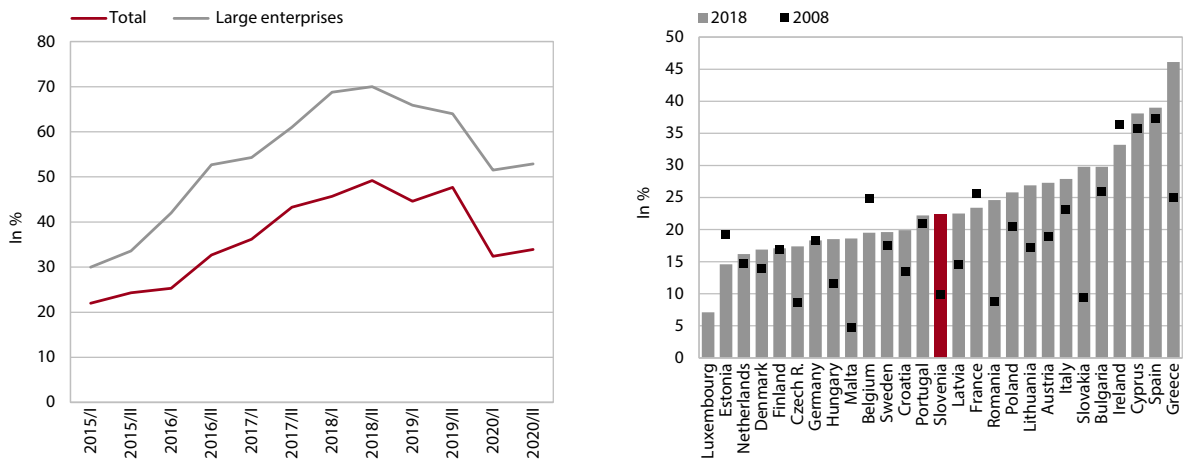 Total
Large enterprises
80
70
60
50
40
30
20
10
0
In %
2015/I
2015/II
2016/I
2016/II
2017/I
2017/II
2018/I
2018/II
2019/I
2019/II
2020/I
2020/II
2018
2008
50
45
40
35
30
25
20
15
10
5
0
In %
Luxembourg
Estonia
Netherlands
Denmark
Finland
Czech R.
Germany
Hungary
Malta
Belgium
Sweden
Croatia
Portugal
Slovenia
Latvia
France
Romania
Poland
Lithuania
Austria
Italy
Slovakia
Bulgaria
Ireland
Cyprus
Spain
Greece